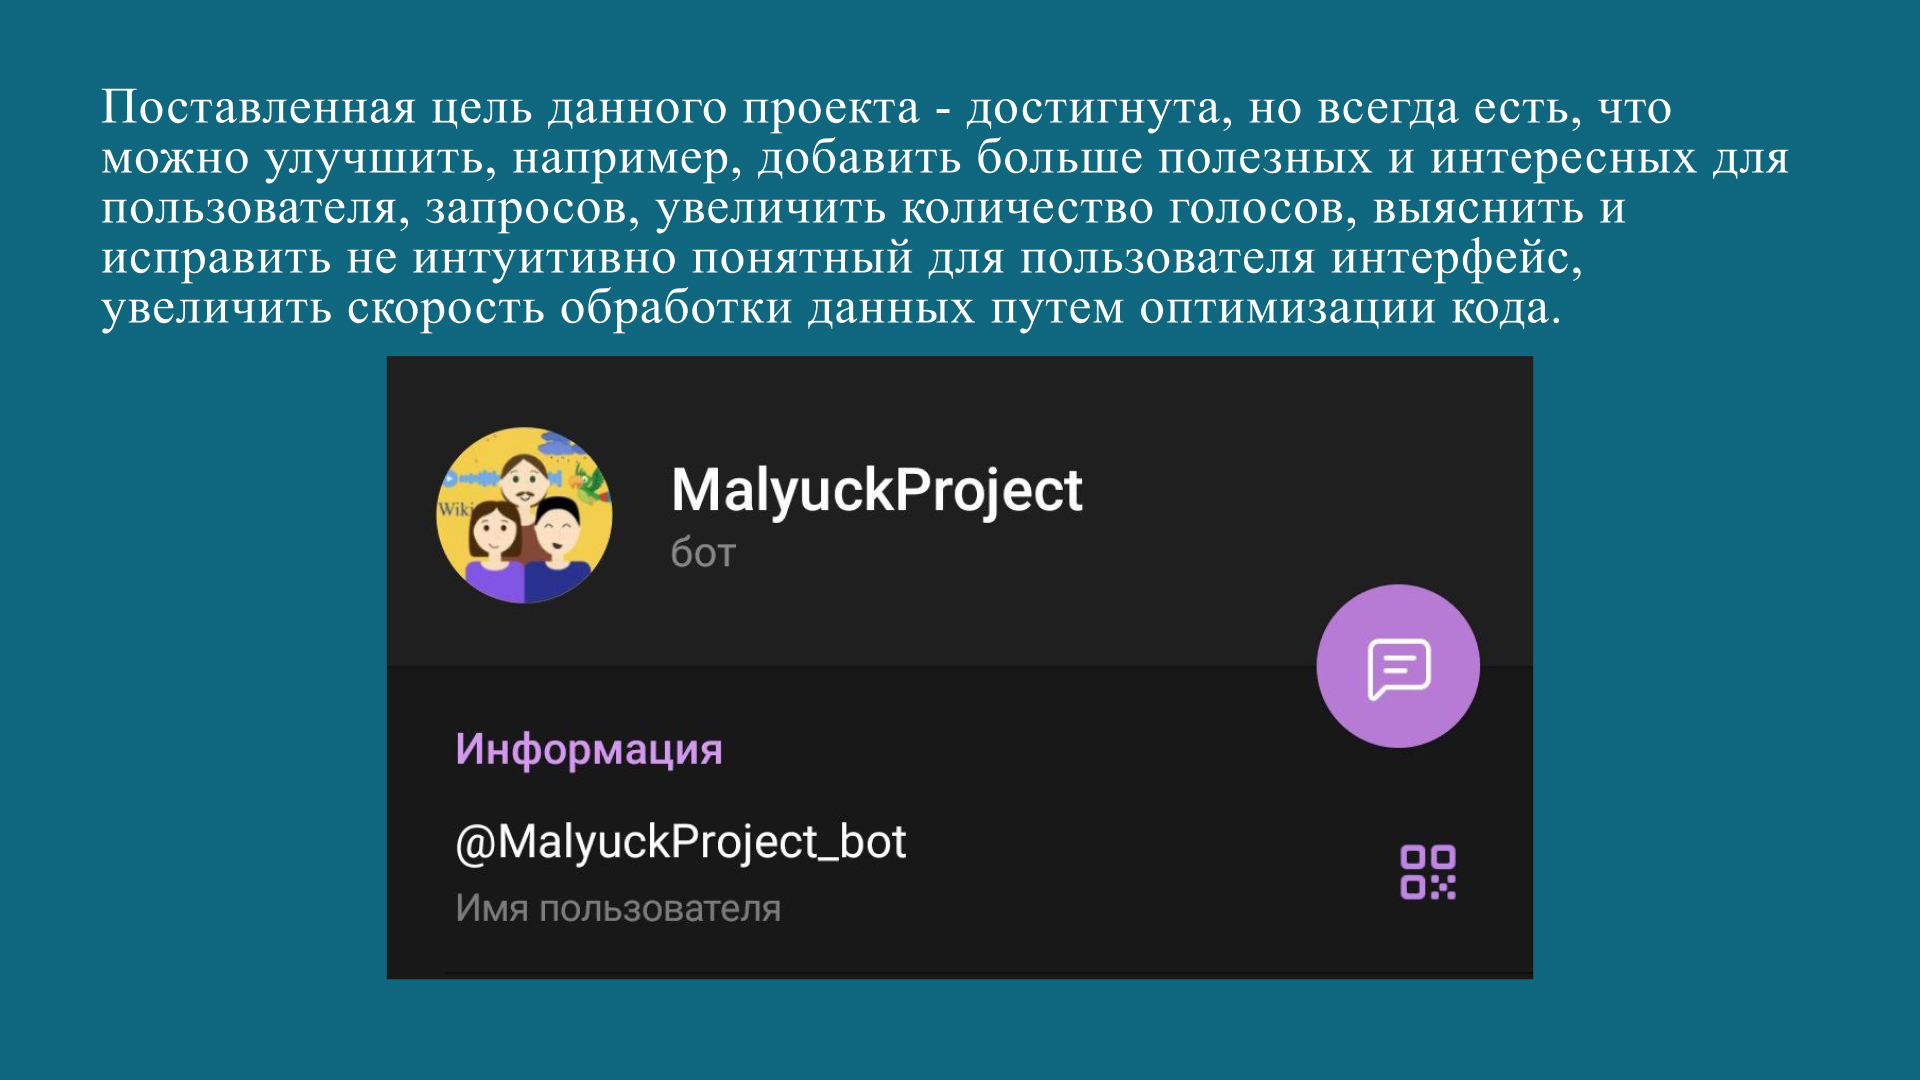 Поставленная цель данного проекта - достигнута, но всегда есть, что
можно улучшить, например, добавить больше полезных и интересных для
пользователя, запросов, увеличить количество голосов, выяснить и
исправить не интуитивно понятный для пользователя интерфейс,
увеличить скорость обработки данных путем оптимизации кода.
Wiki
MalyuckProject
бот
Информация
@MalyuckProject_bot
Имя пользователя